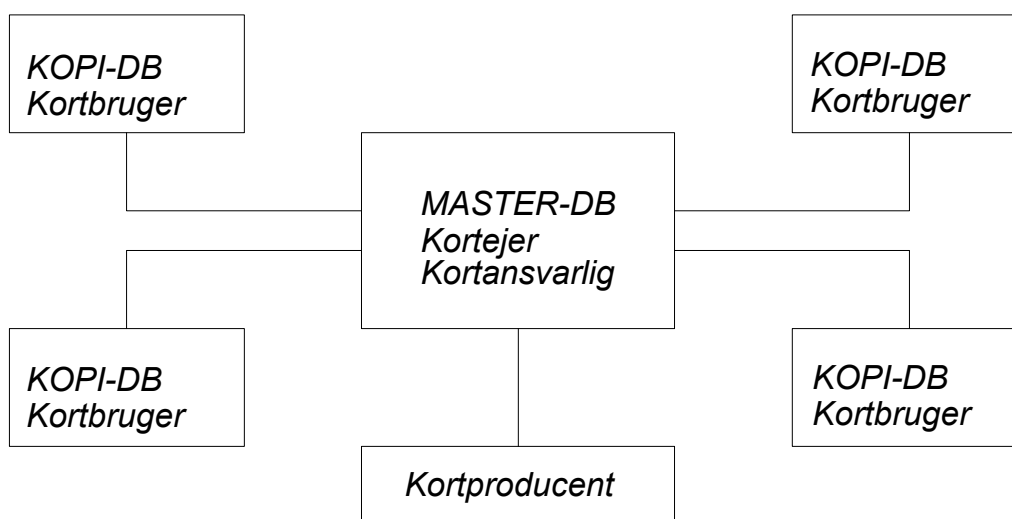 KOPI-DB
Kortbruger
KOPI-DB
Kortbruger
MASTER-DB
Kortejer
Kortansvarlig
KOPI-DB
Kortbruger
KOPI-DB
Kortbruger
Kortproducent